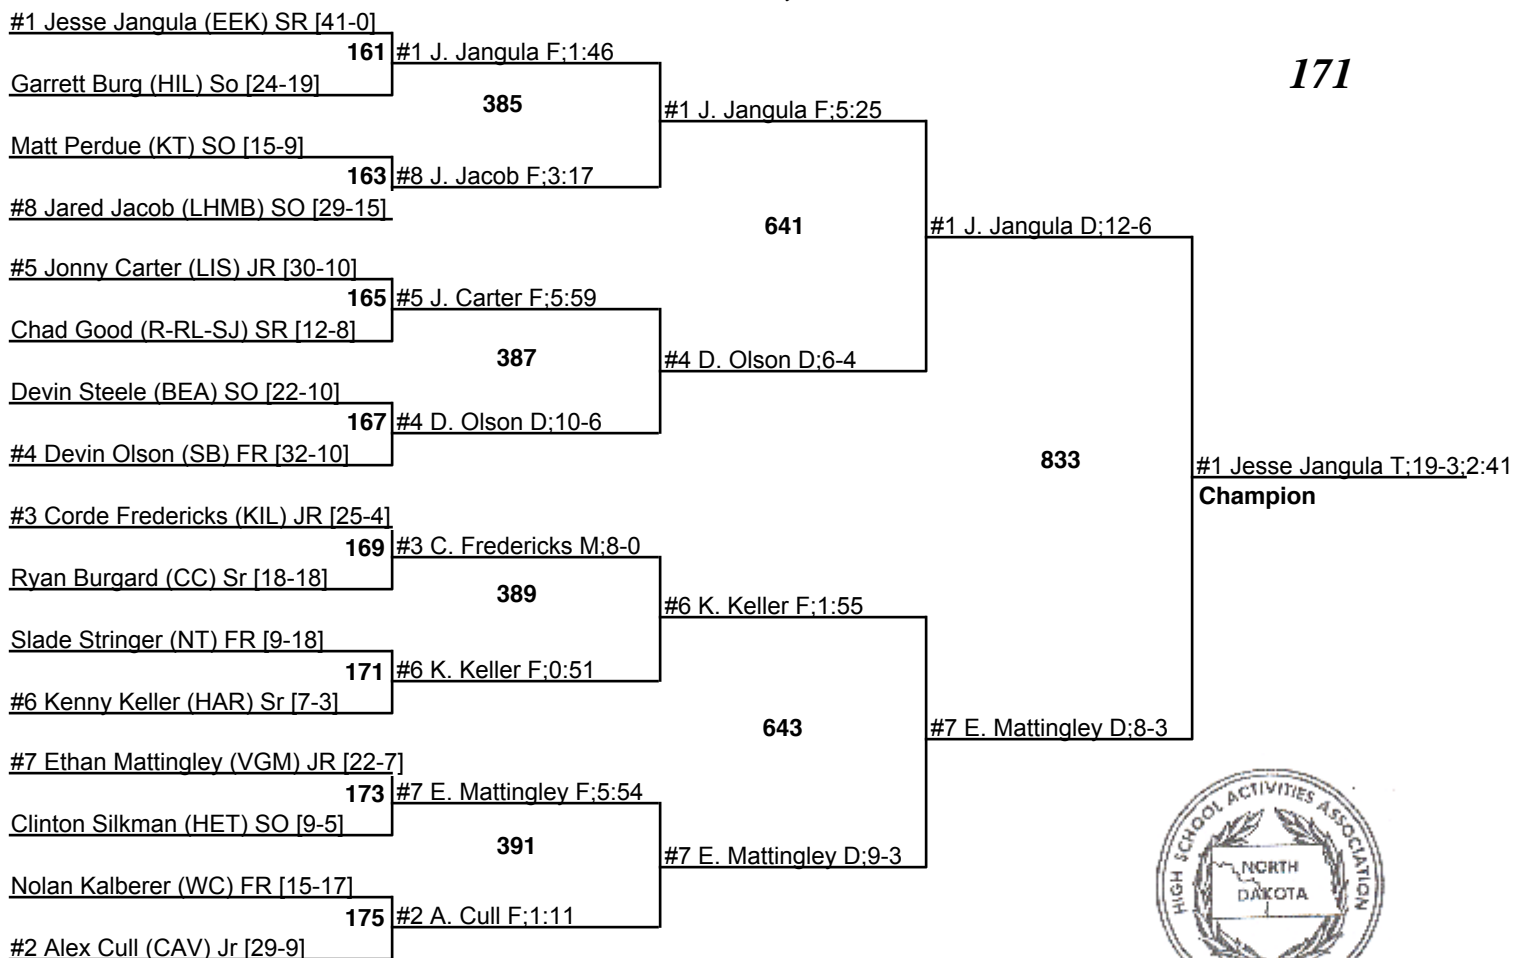 #1 Jesse Jangula (EEK) SR [41-0]
161 #1 J. Jangula F;1:46
171
Garrett Burg (HIL) So [24-19]
385
#1 J. Jangula F;5:25
Matt Perdue (KT) SO [15-9]
163 #8 J. Jacob F;3:17
#8 Jared Jacob (LHMB) SO [29-15]
641
#1 J. Jangula D;12-6
#5 Jonny Carter (LIS) JR [30-10]
165 #5 J. Carter F;5:59
Chad Good (R-RL-SJ) SR [12-8]
387
#4 D. Olson D;6-4
Devin Steele (BEA) SO [22-10]
167 #4 D. Olson D;10-6
#4 Devin Olson (SB) FR [32-10]
833
#1 Jesse Jangula T;19-3;2:41
Champion
#3 Corde Fredericks (KIL) JR [25-4]
169 #3 C. Fredericks M;8-0
Ryan Burgard (CC) Sr [18-18]
389
#6 K. Keller F;1:55
Slade Stringer (NT) FR [9-18]
171 #6 K. Keller F;0:51
#6 Kenny Keller (HAR) Sr [7-3]
643
#7 E. Mattingley D;8-3
#7 Ethan Mattingley (VGM) JR [22-7]
173 #7 E. Mattingley F;5:54
Clinton Silkman (HET) SO [9-5]
391
#7 E. Mattingley D;9-3
Nolan Kalberer (WC) FR [15-17]
175 #2 A. Cull F;1:11
#2 Alex Cull (CAV) Jr [29-9]
HIGH SCHOOL ACTIVITIES ASSOCIATION
NORTH
DAKOTA